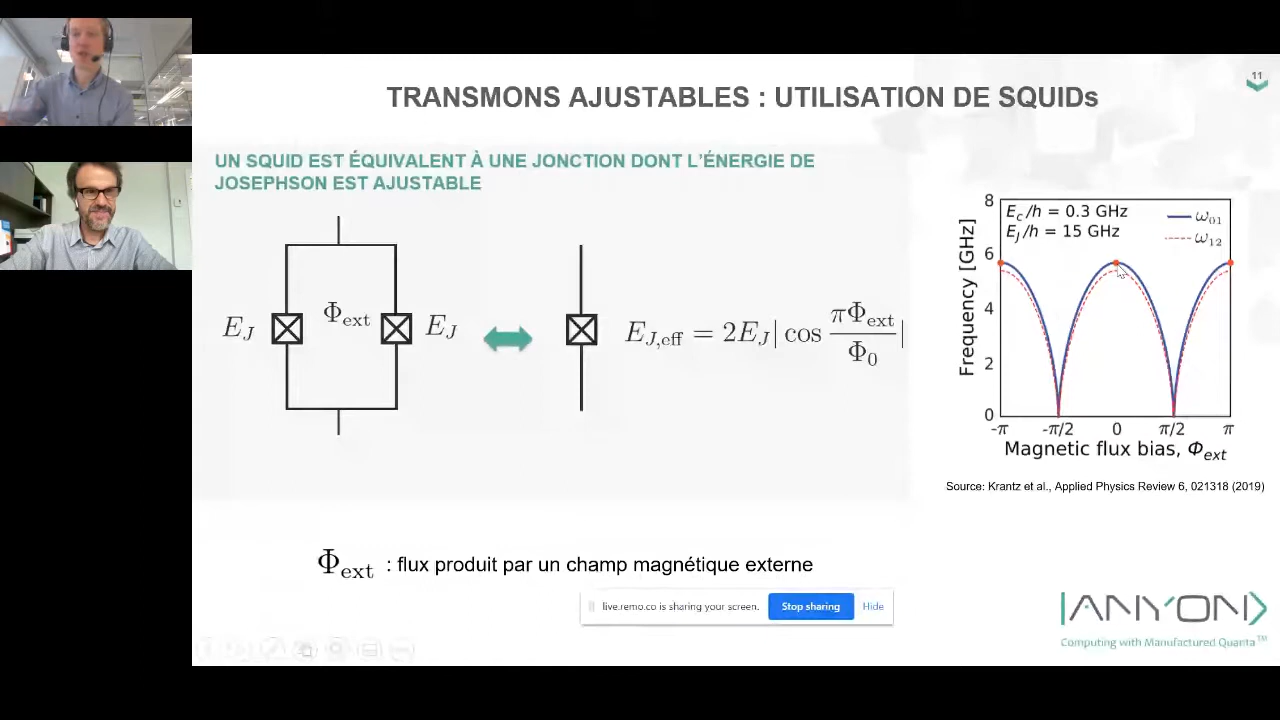 11
TRANSMONS AJUSTABLES : UTILISATION DE SQUIDs
UN SQUID EST ÉQUIVALENT À UNE JONCTION DONT L'ÉNERGIE DE
JOSEPHSON EST AJUSTABLE
E_J
Φ_ext
E_J
E_{J,eff} = 2E_J| cos πΦ_ext/Φ_0|
E_c/h = 0.3 GHz
E_J/h = 15 GHz
ω_01
ω_12
Frequency [GHz]
8
6
4
2
0
-π -π/2 0 π/2 π
Magnetic flux bias, Φ_ext
Source: Krantz et al., Applied Physics Review 6, 021318 (2019)
Φ_ext : flux produit par un champ magnétique externe
live.remo.co is sharing your screen. Stop sharing Hide
ANYON
Computing with Manufactured Quanta™